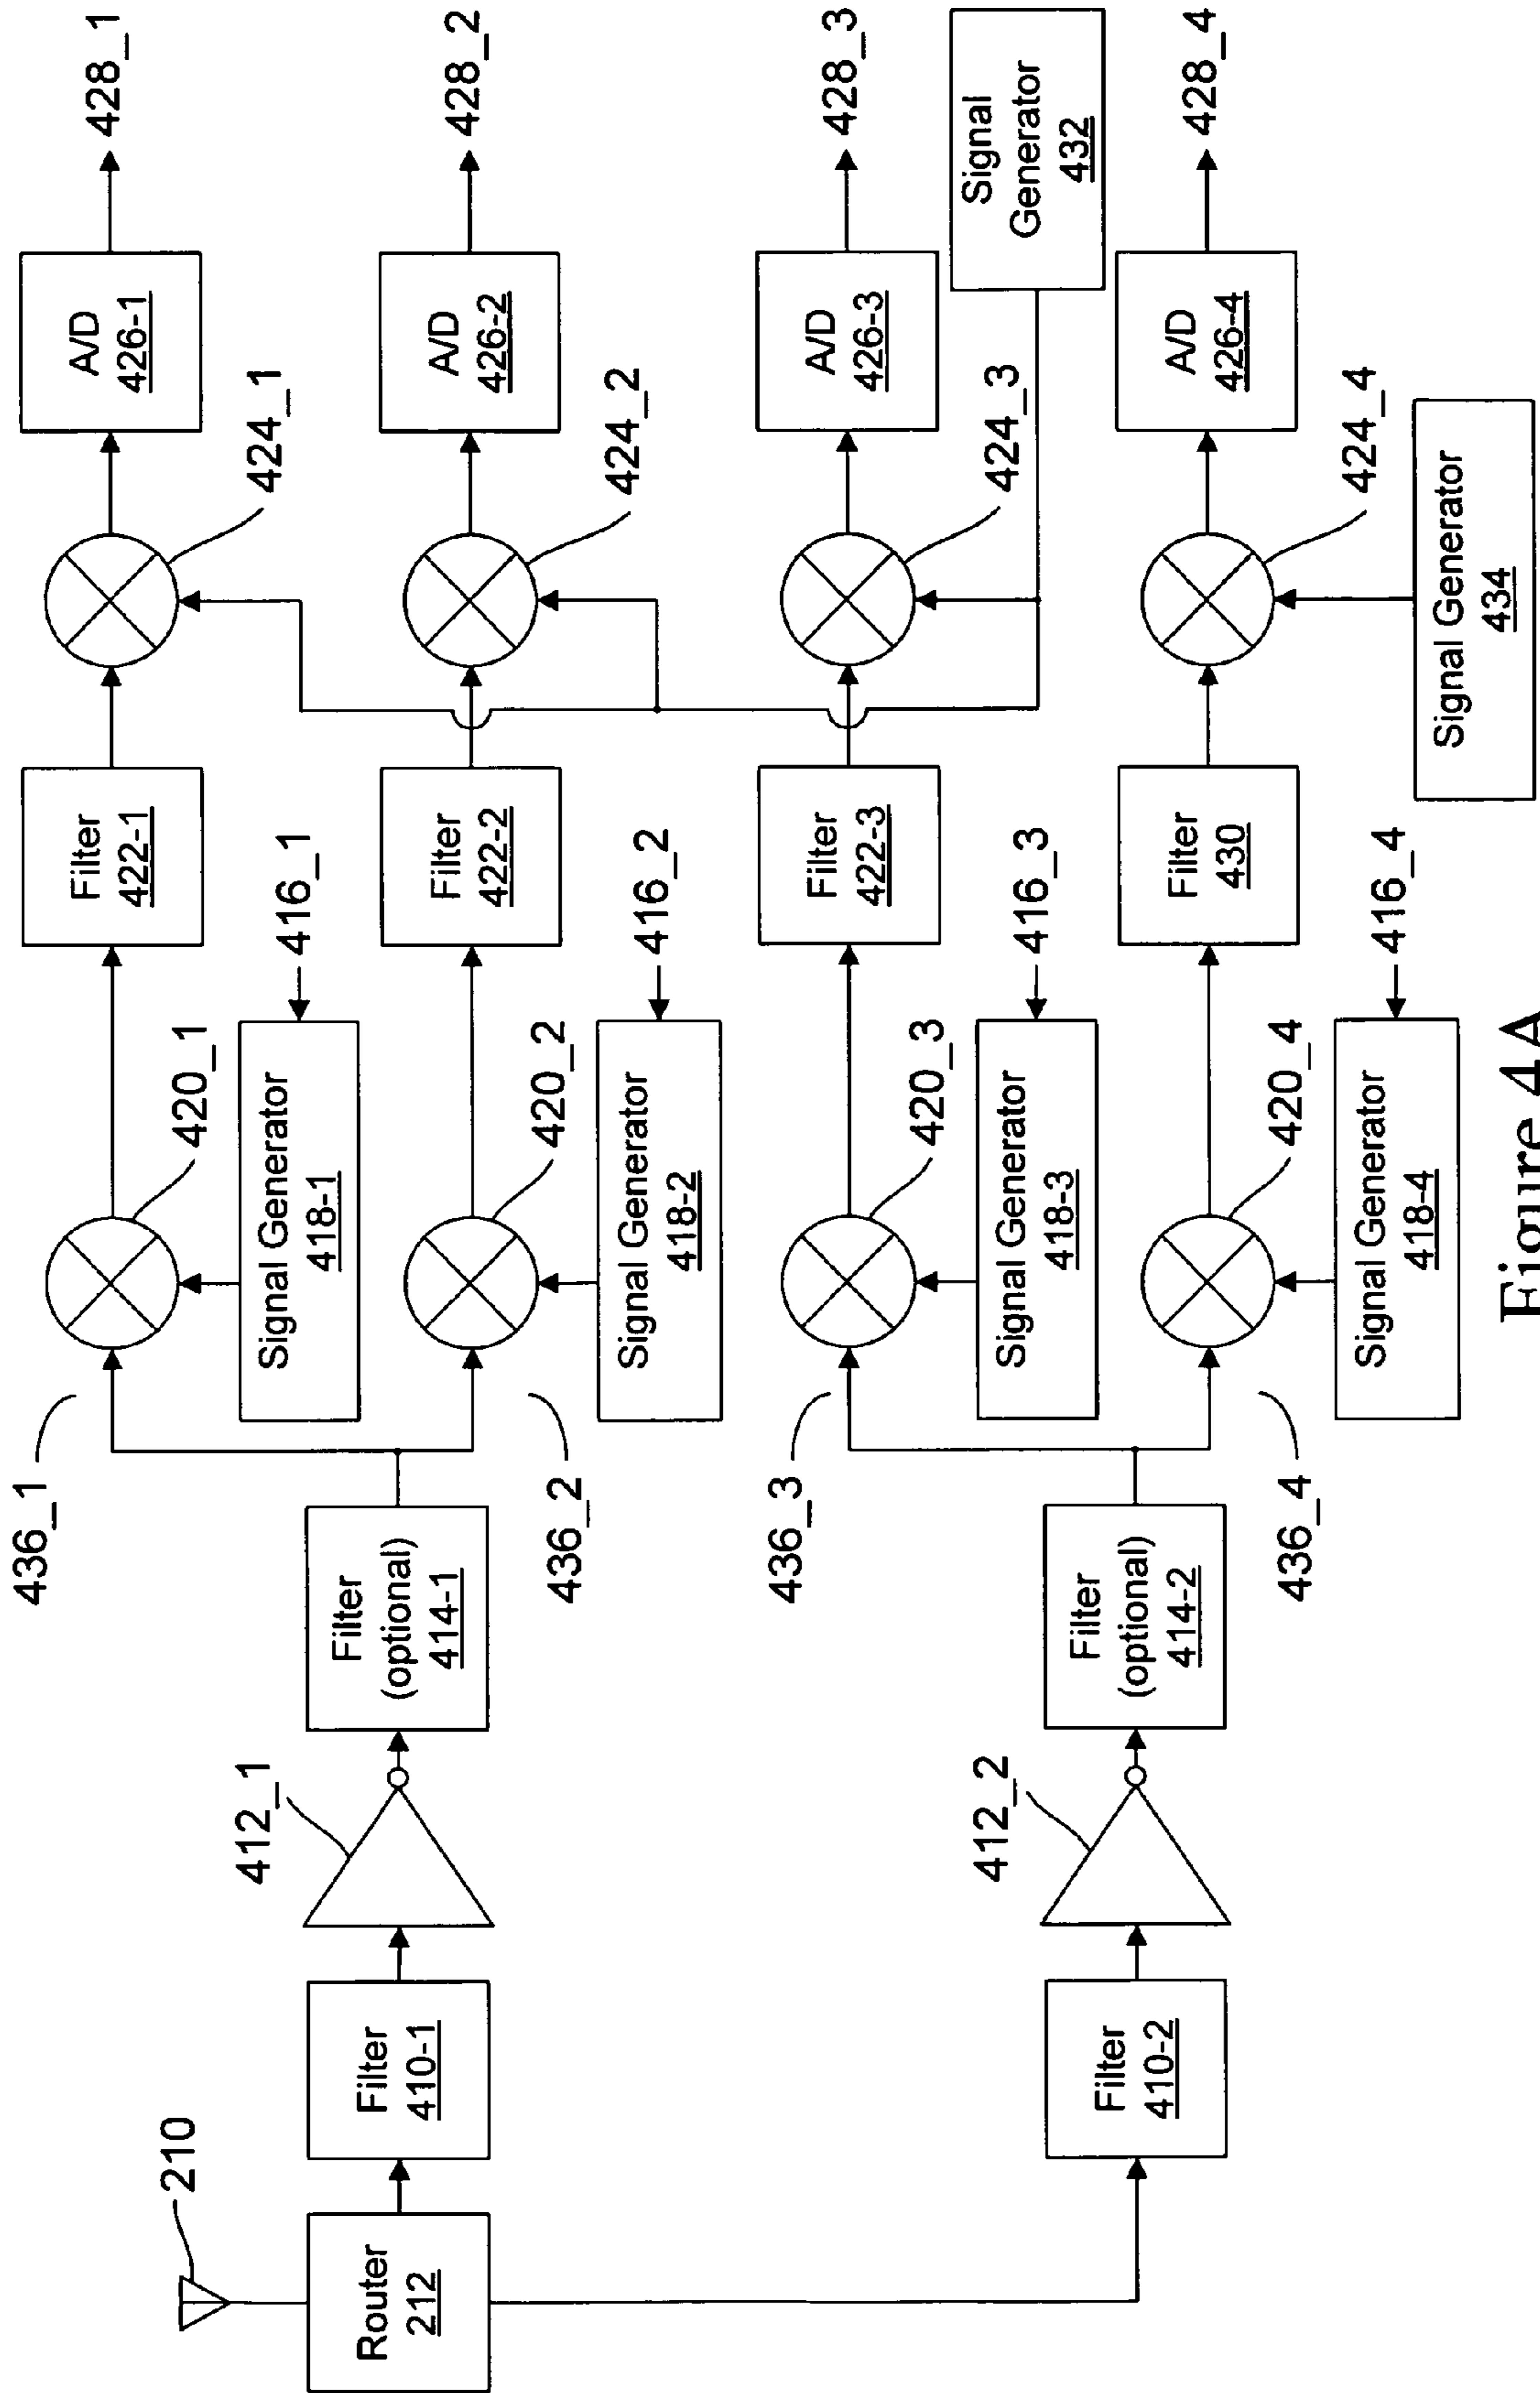 210
Router
212
Filter
410-1
412_1
Filter
(optional)
414-1
436_1
436_2
420_1
Signal Generator
418-1
416_1
Filter
422-1
424_1
A/D
426-1
428_1
420_2
Signal Generator
418-2
416_2
Filter
422-2
424_2
A/D
426-2
428_2
Filter
410-2
412_2
Filter
(optional)
414-2
436_3
436_4
420_3
Signal Generator
418-3
416_3
Filter
422-3
424_3
A/D
426-3
428_3
Signal
Generator
432
420_4
Signal Generator
418-4
416_4
Filter
430
424_4
A/D
426-4
428_4
Signal Generator
434
Figure 4A